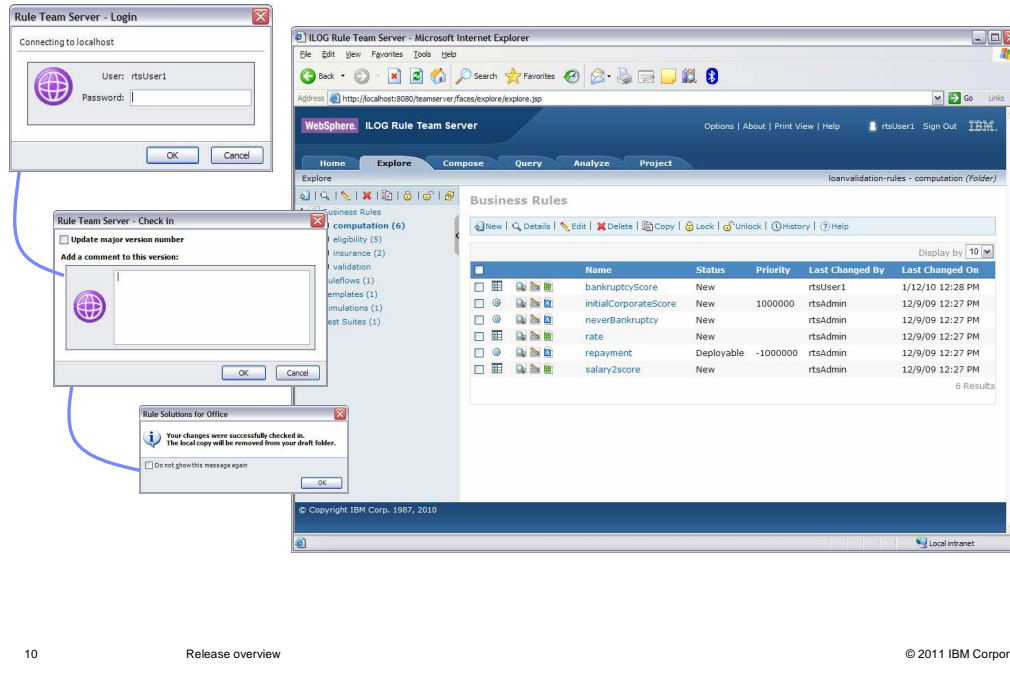 Rule Team Server - Login
Connecting to localhost
User: rtsUser1
Password:
OK Cancel
Rule Team Server - Check in
Update major version number
Add a comment to this version:
OK Cancel
Rule Solutions for Office
Your changes were successfully checked in.
The local copy will be removed from your draft folder.
Do not show this message again
OK
ILOG Rule Team Server - Microsoft Internet Explorer
File Edit View Favorites Tools Help
Back Search Favorites
Address http://localhost:8080/teamserver/faces/explore/explore.jsp Go Links
WebSphere. ILOG Rule Team Server Options | About | Print View | Help rtsUser1 Sign Out IBM.
Home Explore Compose Query Analyze Project
Explore loanvalidation-rules - computation (Folder)
Business Rules
computation (6)
eligibility (5)
insurance (2)
validation
uleflows (1)
emplates (1)
imulations (1)
est Suites (1)
Business Rules
New | Details | Edit | Delete | Copy | Lock | Unlock | History | Help
Display by 10
Name Status Priority Last Changed By Last Changed On
bankruptcyScore New rtsUser1 1/12/10 12:28 PM
initialCorporateScore New 1000000 rtsAdmin 12/9/09 12:27 PM
neverBankruptcy New rtsAdmin 12/9/09 12:27 PM
rate New rtsAdmin 12/9/09 12:27 PM
repayment Deployable -1000000 rtsAdmin 12/9/09 12:27 PM
salary2score New rtsAdmin 12/9/09 12:27 PM
6 Results
© Copyright IBM Corp. 1987, 2010
Local intranet
10 Release overview © 2011 IBM Corpor